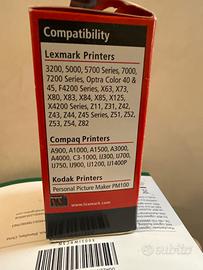 Compatibility
Lexmark Printers
3200, 5000, 5700 Series, 7000,
7200 Series, Optra Color 40 &
45, F4200 Series, X63, X73,
X80, X83, X84, X85, X125,
X4200 Series, Z11, Z31, Z42,
Z43, Z44, Z45 Series, Z51, Z52,
Z53, Z54, Z82
Compaq Printers
A900, A1000, A1500, A3000,
A4000, C3-1000, IJ300, IJ700,
IJ750, IJ900, IJ1200, IJ1400P
Kodak Printers
Personal Picture Maker PM100
www.lexmark.com
subito